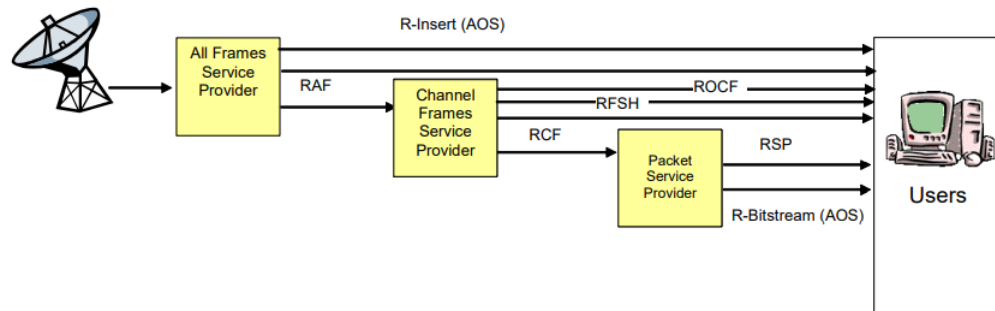 R-Insert (AOS)
All Frames
Service
Provider
RAF
Channel
Frames
Service
Provider
ROCF
RFSH
RCF
Packet
Service
Provider
RSP
R-Bitstream (AOS)
Users